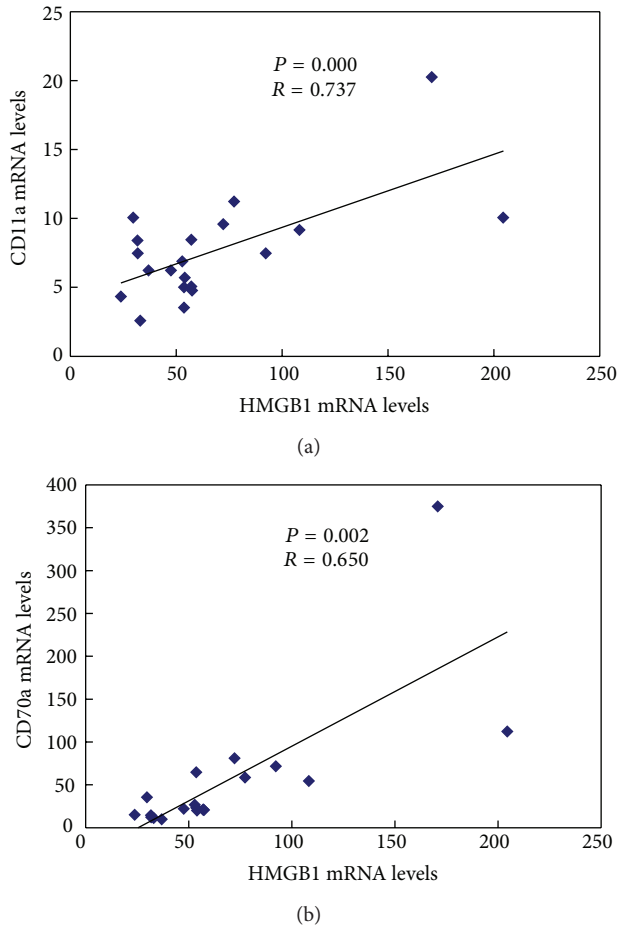 25
20
15
10
5
0
CD11a mRNA levels
P = 0.000
R = 0.737
0 50 100 150 200 250
HMGB1 mRNA levels
(a)
400
350
300
250
200
150
100
50
0
CD70a mRNA levels
P = 0.002
R = 0.650
0 50 100 150 200 250
HMGB1 mRNA levels
(b)